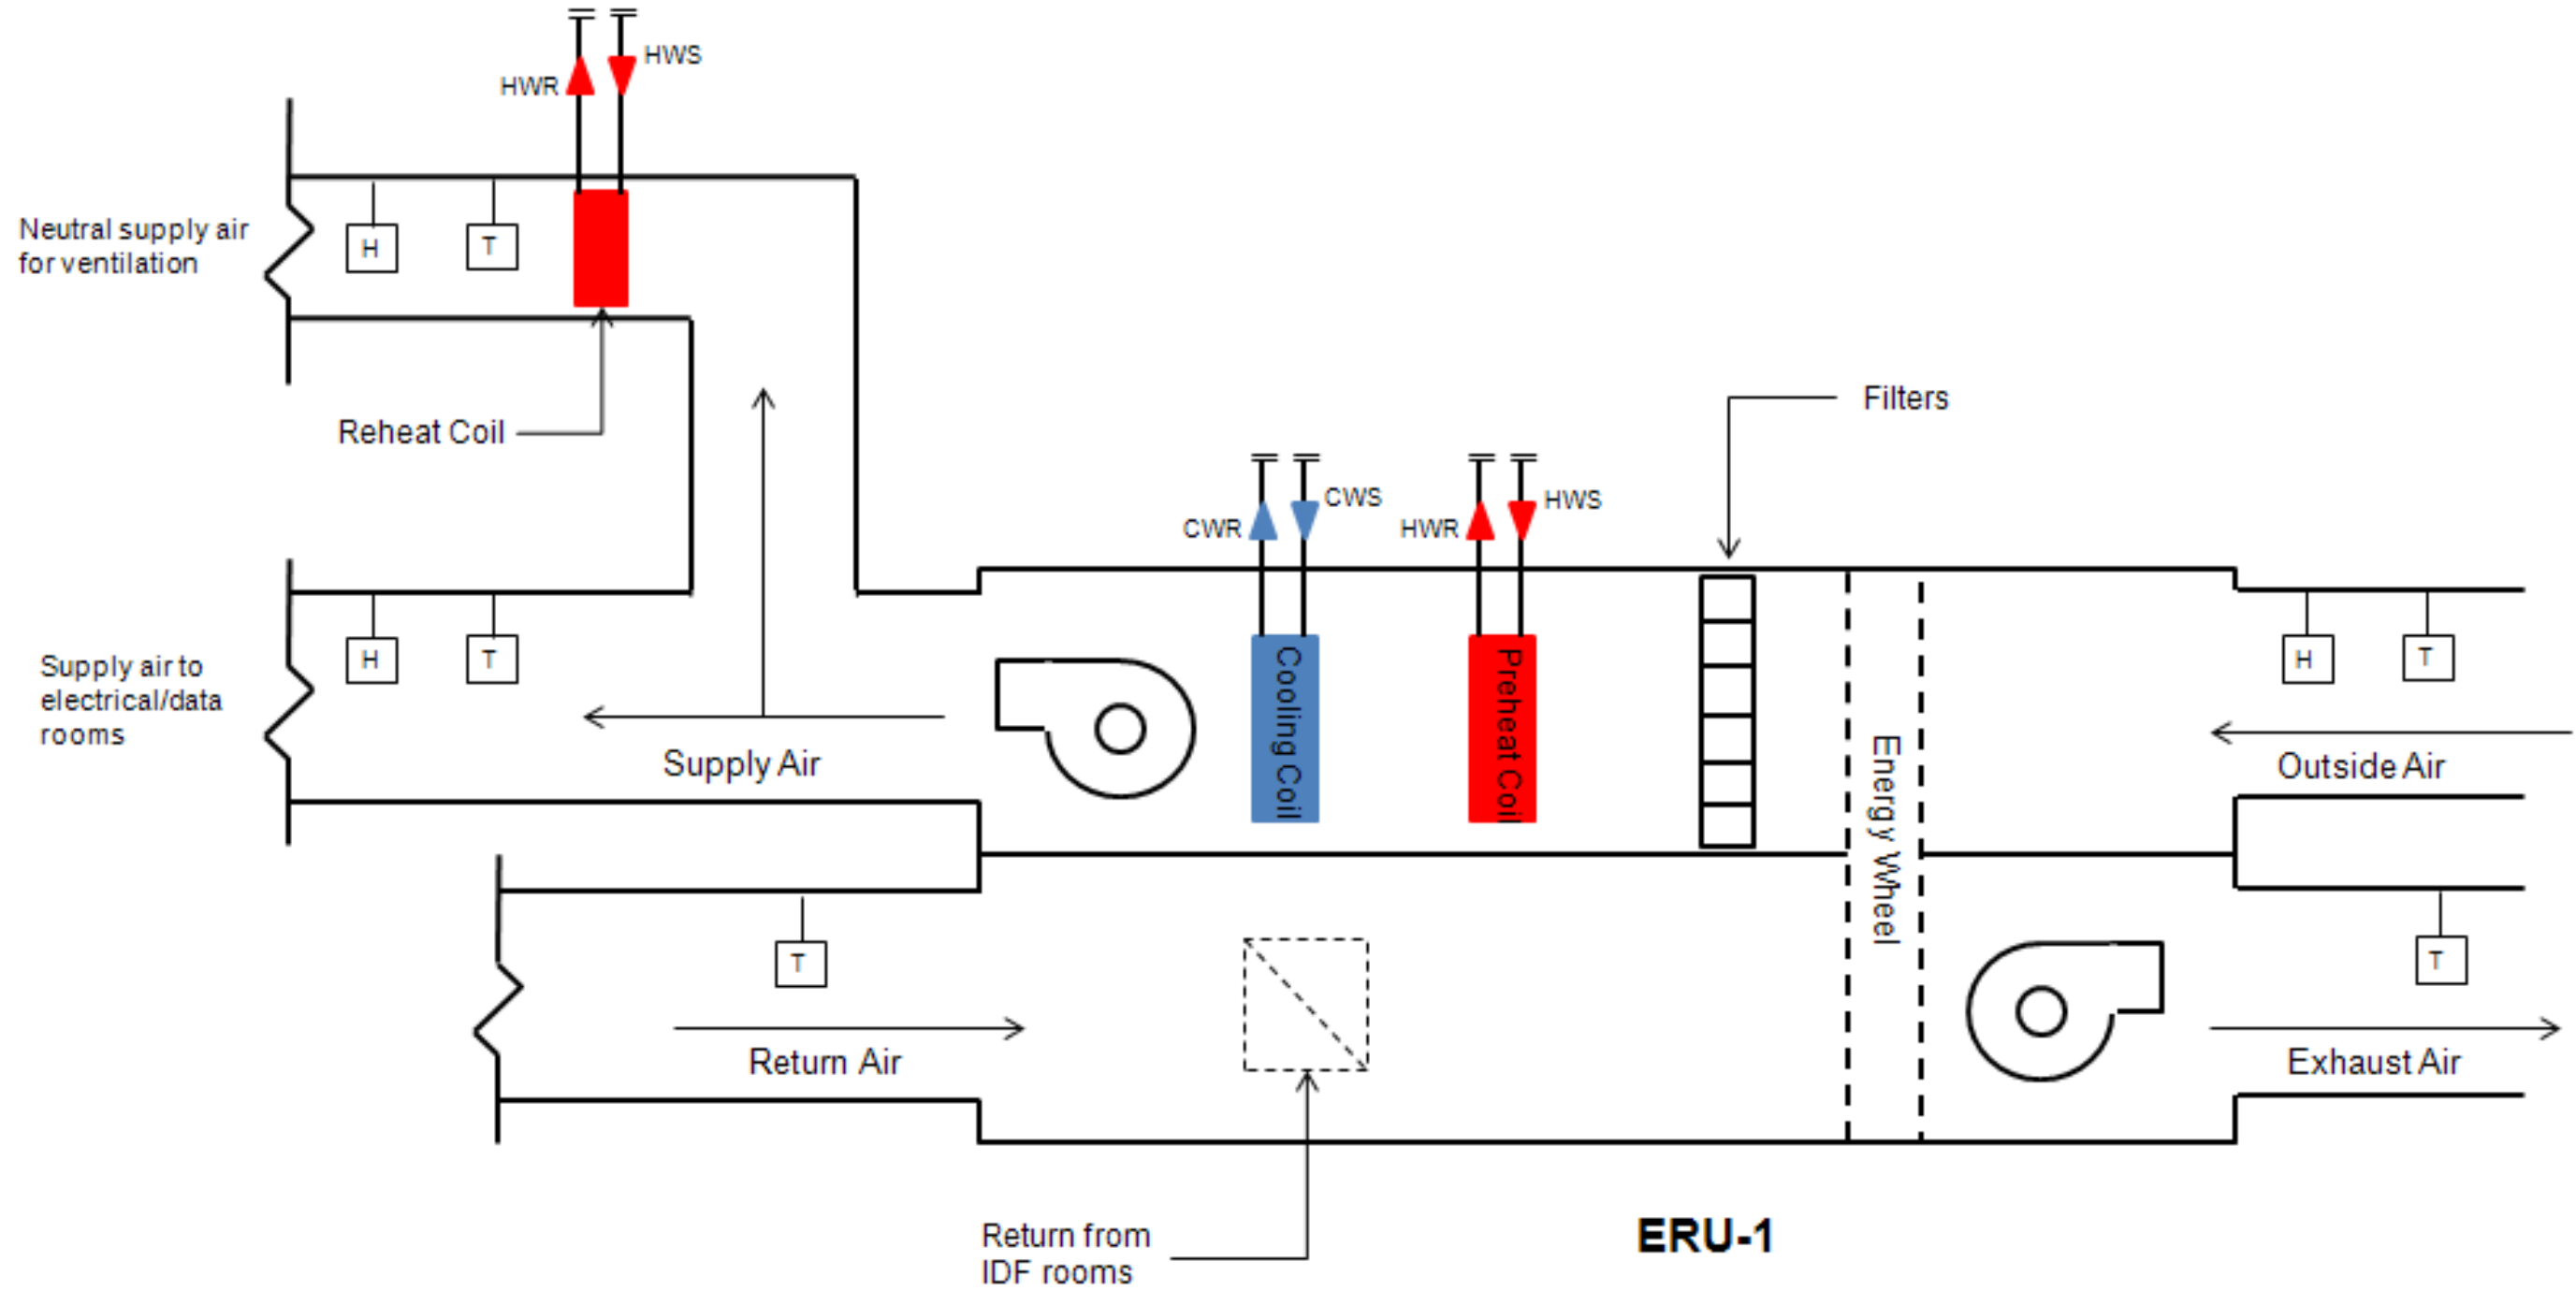 HWS
HWR
Neutral supply air
for ventilation
H
T
Reheat Coil
Filters
CWS
HWS
CWR
HWR
Supply air to
electrical/data
rooms
H
T
Supply Air
Cooling Coil
Preheat Coil
Energy Wheel
H
T
Outside Air
T
Return Air
T
Exhaust Air
Return from
IDF rooms
ERU-1